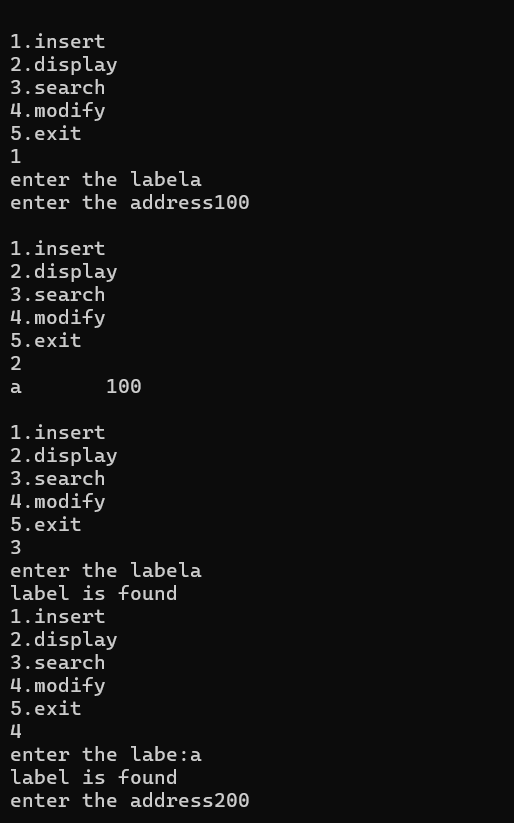 1.insert
2.display
3.search
4.modify
5.exit
1
enter the labela
enter the address100
1.insert
2.display
3.search
4.modify
5.exit
2
a 100
1.insert
2.display
3.search
4.modify
5.exit
3
enter the labela
label is found
1.insert
2.display
3.search
4.modify
5.exit
4
enter the labe:a
label is found
enter the address200